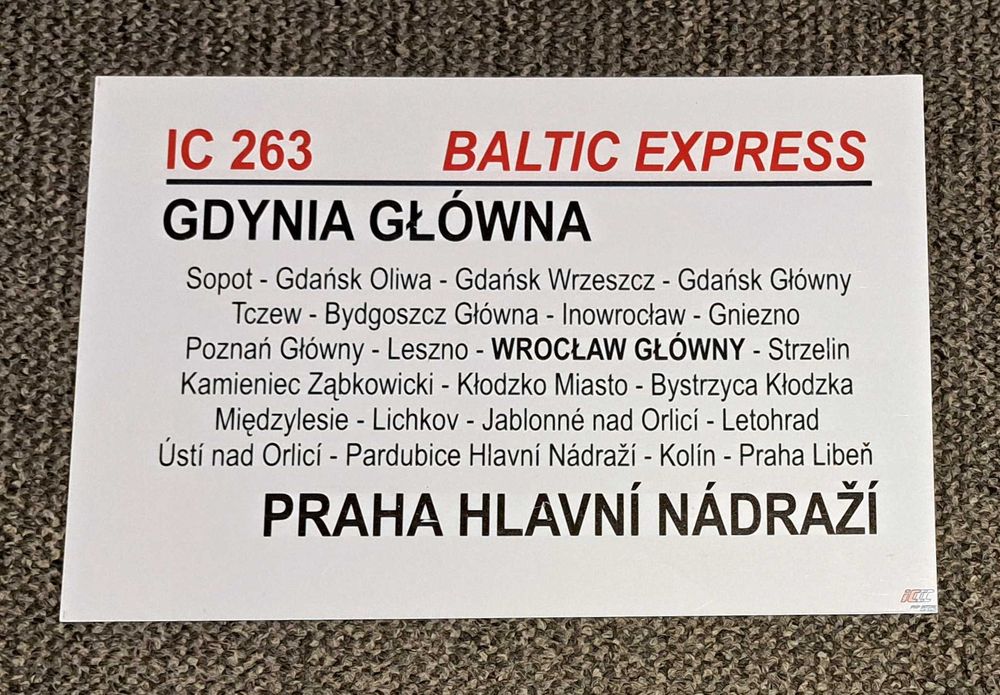 IC 263 BALTIC EXPRESS
GDYNIA GŁÓWNA
Sopot - Gdańsk Oliwa - Gdańsk Wrzeszcz - Gdańsk Główny
Tczew - Bydgoszcz Główna - Inowrocław - Gniezno
Poznań Główny - Leszno - WROCŁAW GŁÓWNY - Strzelin
Kamieniec Ząbkowicki - Kłodzko Miasto - Bystrzyca Kłodzka
Międzylesie - Lichkov - Jablonné nad Orlicí - Letohrad
Ústí nad Orlicí - Pardubice Hlavní Nádraží - Kolín - Praha Libeň
PRAHA HLAVNÍ NÁDRAŽÍ